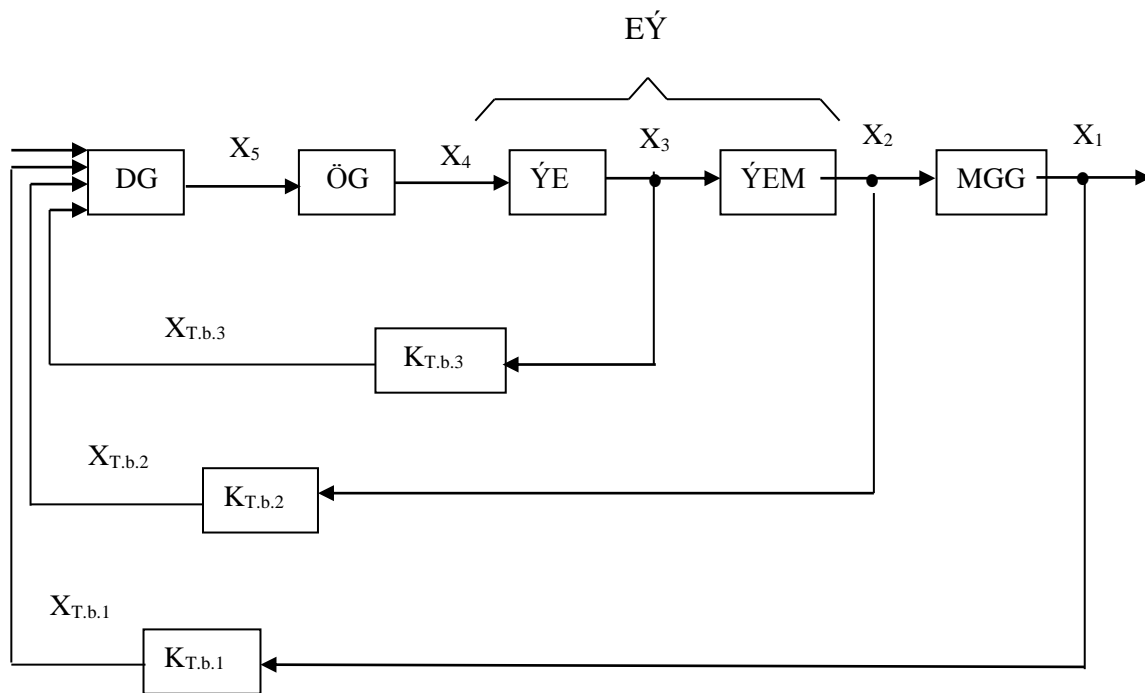 EÝ
X5 X4 X3 X2 X1
DG ÖG ÝE ÝEM MGG
XT.b.3
KT.b.3
XT.b.2
KT.b.2
XT.b.1
KT.b.1